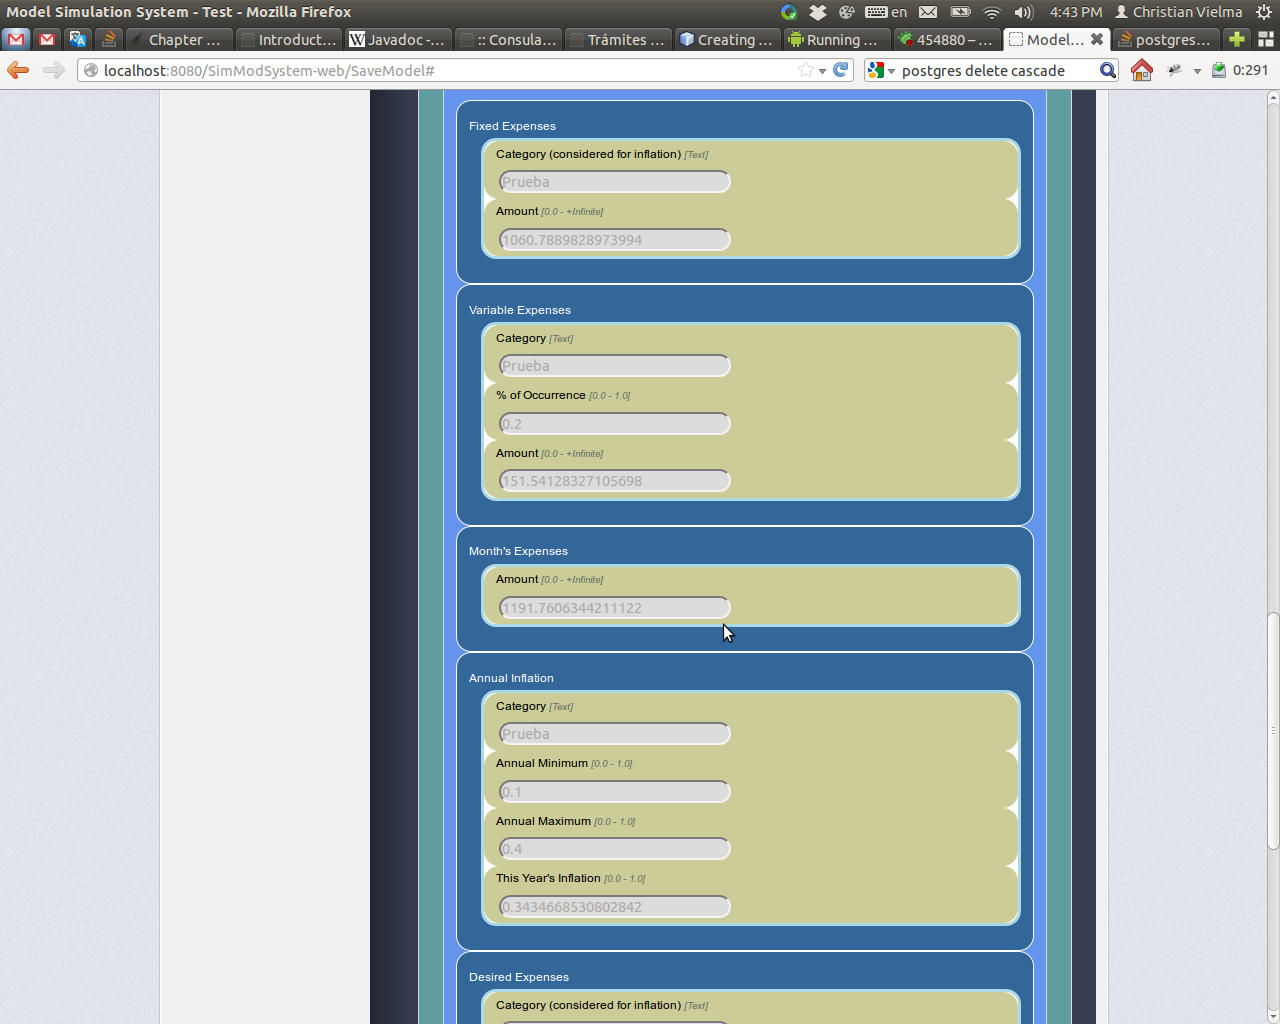 Model Simulation System - Test - Mozilla Firefox
en
4:43 PM
Christian Vielma
Chapter ...
Introduct...
Javadoc -...
:: Consula...
Trámites ...
Creating ...
Running ...
454880 – ...
Model...
postgres...
localhost:8080/SimModSystem-web/SaveModel#
postgres delete cascade
0:291
Fixed Expenses
Category (considered for inflation) [Text]
Prueba
Amount [0.0 - +Infinite]
1060.7889828973994
Variable Expenses
Category [Text]
Prueba
% of Occurrence [0.0 - 1.0]
0.2
Amount [0.0 - +Infinite]
151.54128327105698
Month's Expenses
Amount [0.0 - +Infinite]
1191.7606344211122
Annual Inflation
Category [Text]
Prueba
Annual Minimum [0.0 - 1.0]
0.1
Annual Maximum [0.0 - 1.0]
0.4
This Year's Inflation [0.0 - 1.0]
0.3434668530802842
Desired Expenses
Category (considered for inflation) [Text]